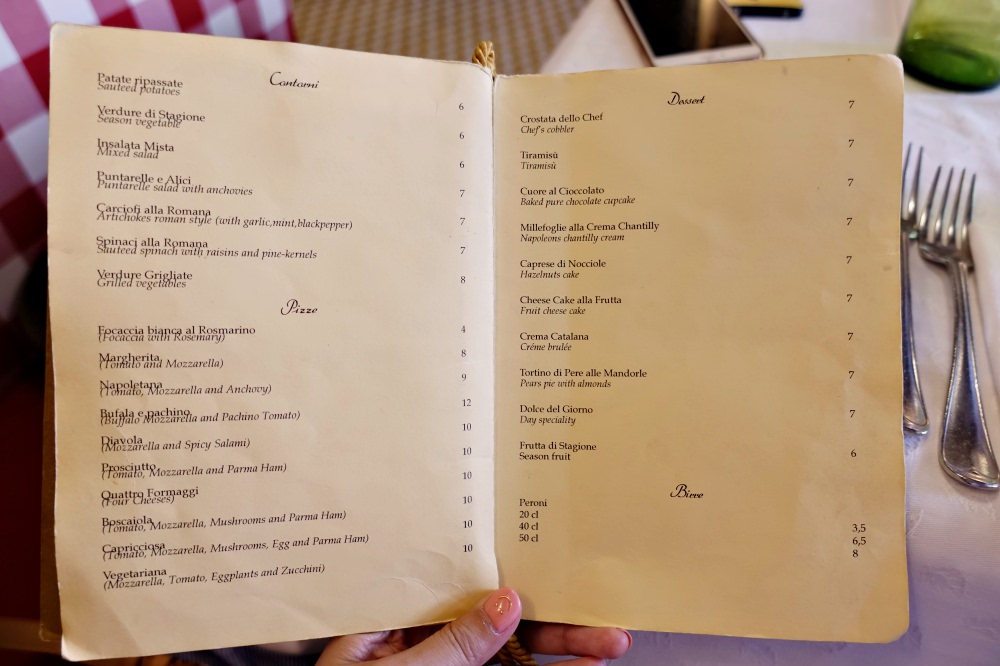 Contorni
Patate ripassate
Sauteed potatoes
6
Verdure di Stagione
Season vegetable
6
Insalata Mista
Mixed salad
6
Puntarelle e Alici
Puntarelle salad with anchovies
7
Carciofi alla Romana
Artichokes roman style (with garlic,mint,blackpepper)
7
Spinaci alla Romana
Sauteed spinach with raisins and pine-kernels
7
Verdure Grigliate
Grilled vegetables
8
Pizze
Focaccia bianca al Rosmarino
(Focaccia with Rosemary)
4
Margherita
(Tomato and Mozzarella)
8
Napoletana
(Tomato, Mozzarella and Anchovy)
9
Bufala e pachino
(Buffalo Mozzarella and Pachino Tomato)
12
Diavola
(Mozzarella and Spicy Salami)
10
Prosciutto
(Tomato, Mozzarella and Parma Ham)
10
Quattro Formaggi
(Four Cheeses)
10
Boscaiola
(Tomato, Mozzarella, Mushrooms and Parma Ham)
10
Capricciosa
(Tomato, Mozzarella, Mushrooms, Egg and Parma Ham)
10
Vegetariana
(Mozzarella, Tomato, Eggplants and Zucchini)
10
Dessert
Crostata dello Chef
Chef's cobbler
7
Tiramisù
Tiramisù
7
Cuore al Cioccolato
Baked pure chocolate cupcake
7
Millefoglie alla Crema Chantilly
Napoleons chantilly cream
7
Caprese di Nocciole
Hazelnuts cake
7
Cheese Cake alla Frutta
Fruit cheese cake
7
Crema Catalana
Créme brulée
7
Tortino di Pere alle Mandorle
Pears pie with almonds
7
Dolce del Giorno
Day speciality
7
Frutta di Stagione
Season fruit
6
Birre
Peroni
20 cl
3,5
40 cl
6,5
50 cl
8